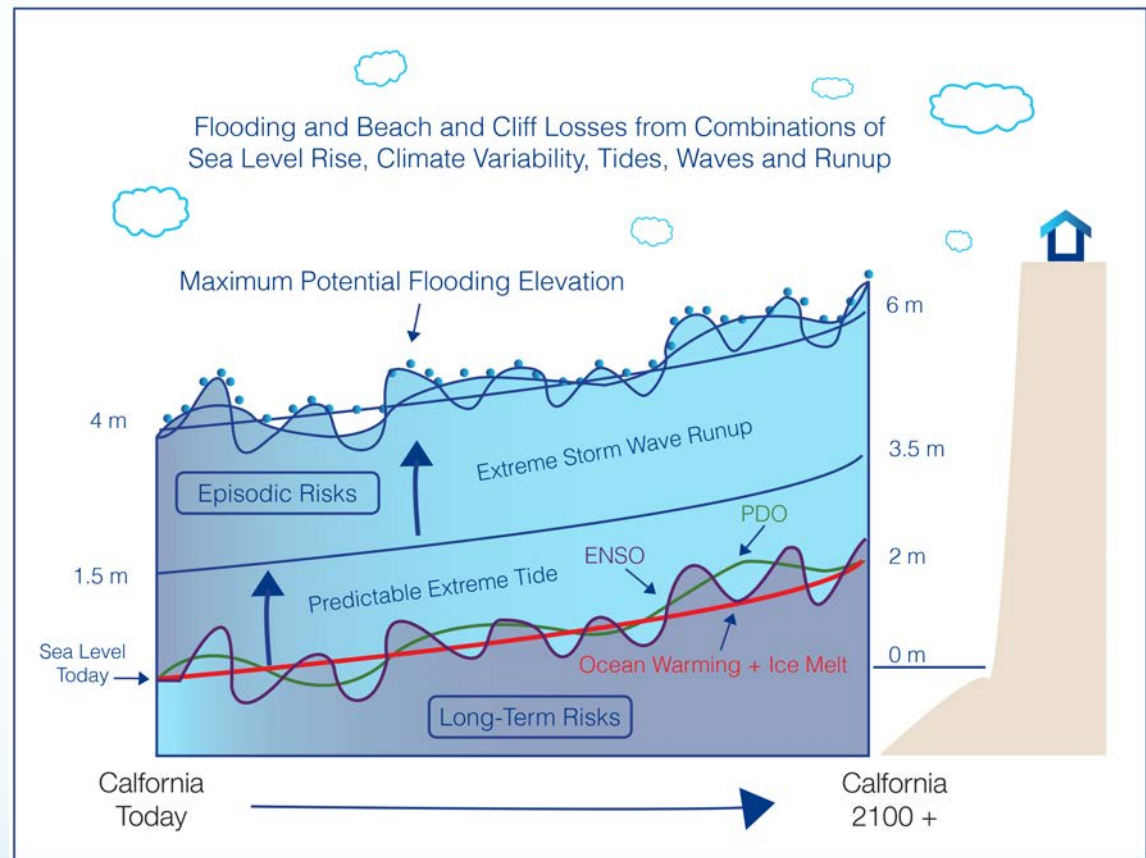 Flooding and Beach and Cliff Losses from Combinations of
Sea Level Rise, Climate Variability, Tides, Waves and Runup
Maximum Potential Flooding Elevation
6 m
4 m
Extreme Storm Wave Runup
3.5 m
Episodic Risks
PDO
ENSO
2 m
1.5 m
Predictable Extreme Tide
Sea Level
Today
Ocean Warming + Ice Melt
0 m
Long-Term Risks
Calfornia
Today
Calfornia
2100 +